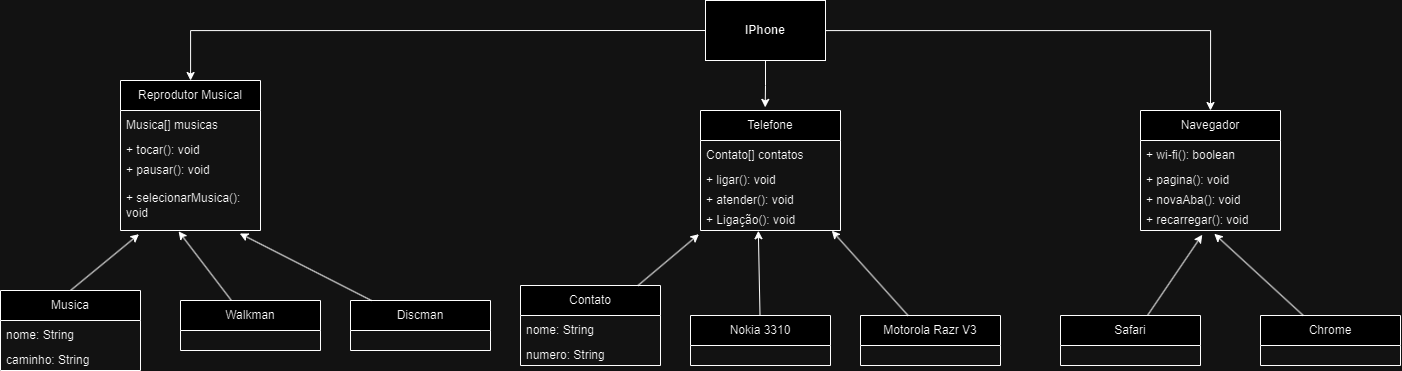 IPhone
Reprodutor Musical
Musica[] musicas
+ tocar(): void
+ pausar(): void
+ selecionarMusica():
void
Telefone
Contato[] contatos
+ ligar(): void
+ atender(): void
+ Ligação(): void
Navegador
+ wi-fi(): boolean
+ pagina(): void
+ novaAba(): void
+ recarregar(): void
Musica
nome: String
caminho: String
Walkman
Discman
Contato
nome: String
numero: String
Nokia 3310
Motorola Razr V3
Safari
Chrome